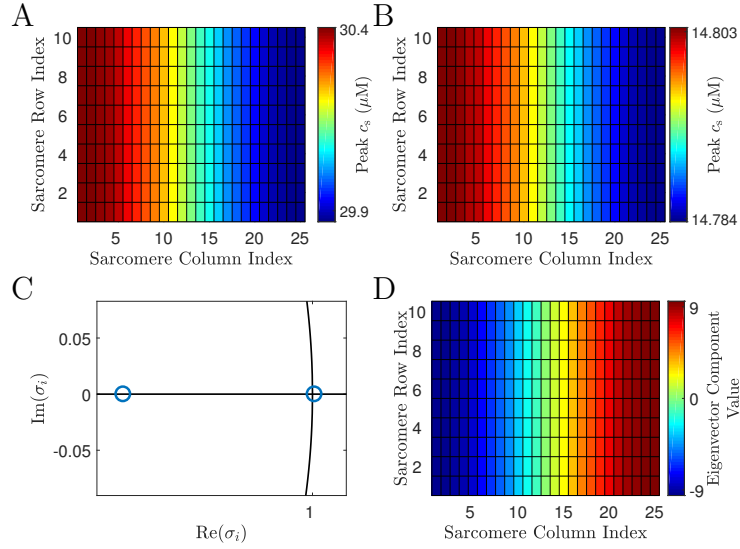 A
Sarcomere Row Index
10
8
6
4
2
5 10 15 20 25
Sarcomere Column Index
30.4
29.9
Peak c_s (μM)
B
Sarcomere Row Index
10
8
6
4
2
5 10 15 20 25
Sarcomere Column Index
14.803
14.784
Peak c_s (μM)
C
Im(σ_i)
0.05
0
-0.05
1
Re(σ_i)
D
Sarcomere Row Index
10
8
6
4
2
5 10 15 20 25
Sarcomere Column Index
9
0
-9
Eigenvector Component
Value